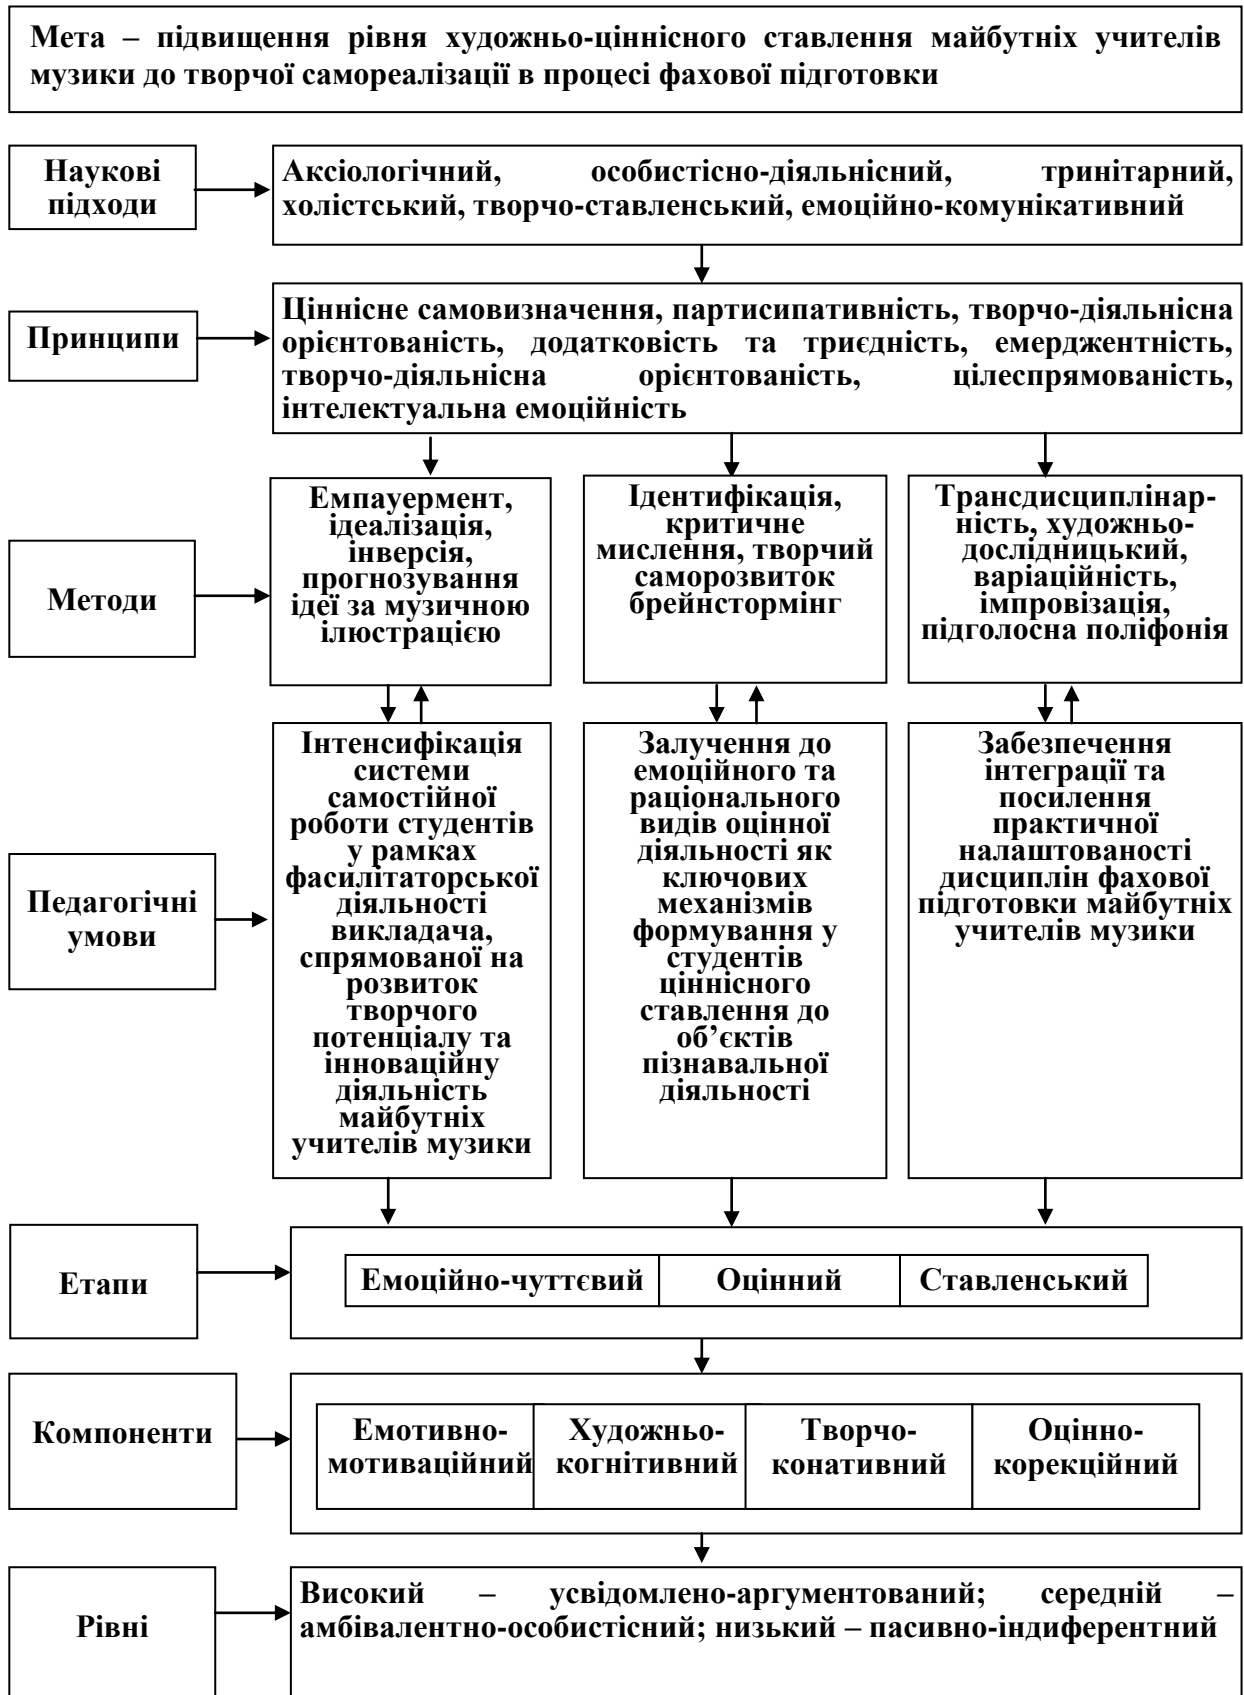 Мета – підвищення рівня художньо-ціннісного ставлення майбутніх учителів
музики до творчої самореалізації в процесі фахової підготовки
Наукові
підходи
Аксіологічний, особистісно-діяльнісний, тринітарний,
холістський, творчо-ставленський, емоційно-комунікативний
Принципи
Ціннісне самовизначення, партисипативність, творчо-діяльнісна
орієнтованість, додатковість та триєдність, емерджентність,
творчо-діяльнісна орієнтованість, цілеспрямованість,
інтелектуальна емоційність
Методи
Емпауермент,
ідеалізація,
інверсія,
прогнозування
ідеї за музичною
ілюстрацією
Ідентифікація,
критичне
мислення, творчий
саморозвиток
брейнстормінг
Трансдисциплінар-
ність, художньо-
дослідницький,
варіаційність,
імпровізація,
підголосна поліфонія
Педагогічні
умови
Інтенсифікація
системи
самостійної
роботи студентів
у рамках
фасилітаторської
діяльності
викладача,
спрямованої на
розвиток
творчого
потенціалу та
інноваційну
діяльність
майбутніх
учителів музики
Залучення до
емоційного та
раціонального
видів оцінної
діяльності як
ключових
механізмів
формування у
студентів
ціннісного
ставлення до
об’єктів
пізнавальної
діяльності
Забезпечення
інтеграції та
посилення
практичної
налаштованості
дисциплін фахової
підготовки майбутніх
учителів музики
Етапи
Емоційно-чуттєвий
Оцінний
Ставленський
Компоненти
Емотивно-
мотиваційний
Художньо-
когнітивний
Творчо-
конативний
Оцінно-
корекційний
Рівні
Високий – усвідомлено-аргументований; середній –
амбівалентно-особистісний; низький – пасивно-індиферентний